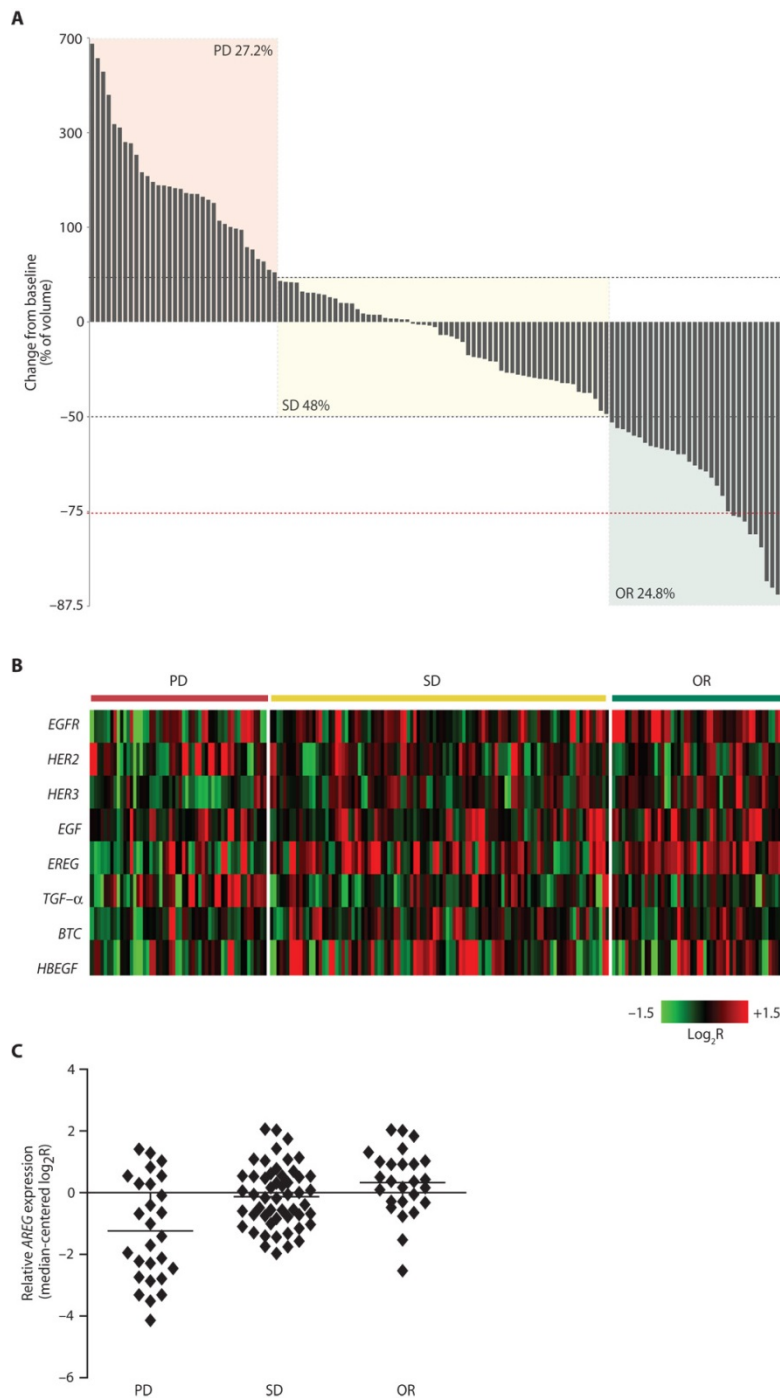 A
700
PD 27.2%
300
100
Change from baseline
(% of volume)
0
SD 48%
–50
–75
OR 24.8%
–87.5
B
PD SD OR
EGFR
HER2
HER3
EGF
EREG
TGF-α
BTC
HBEGF
–1.5 +1.5
Log₂R
C
4
2
Relative AREG expression
(median-centered log₂R)
0
–2
–4
–6
PD SD OR